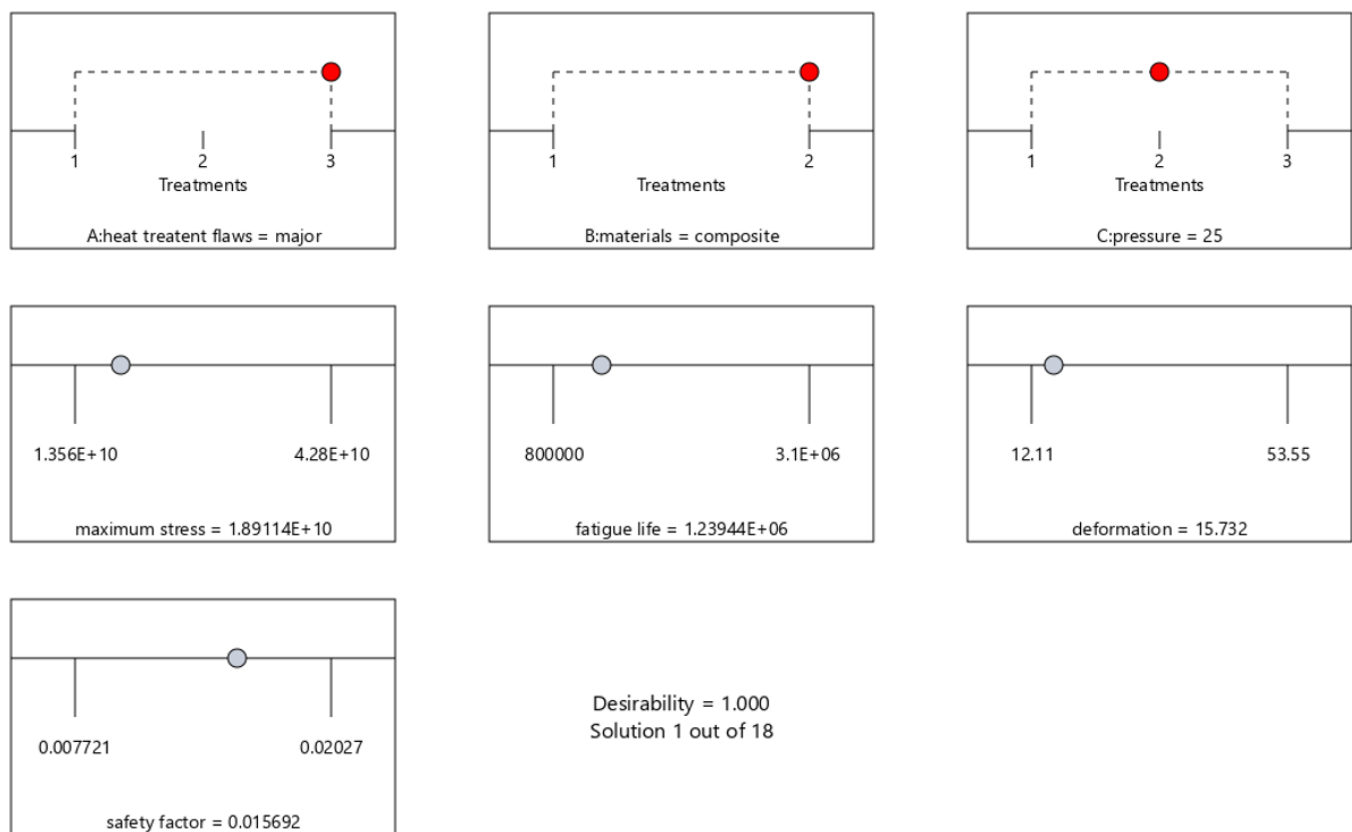 1 2 3
Treatments
A:heat treatent flaws = major
1 2
Treatments
B:materials = composite
1 2 3
Treatments
C:pressure = 25
1.356E+10 4.28E+10
maximum stress = 1.89114E+10
800000 3.1E+06
fatigue life = 1.23944E+06
12.11 53.55
deformation = 15.732
0.007721 0.02027
safety factor = 0.015692
Desirability = 1.000
Solution 1 out of 18